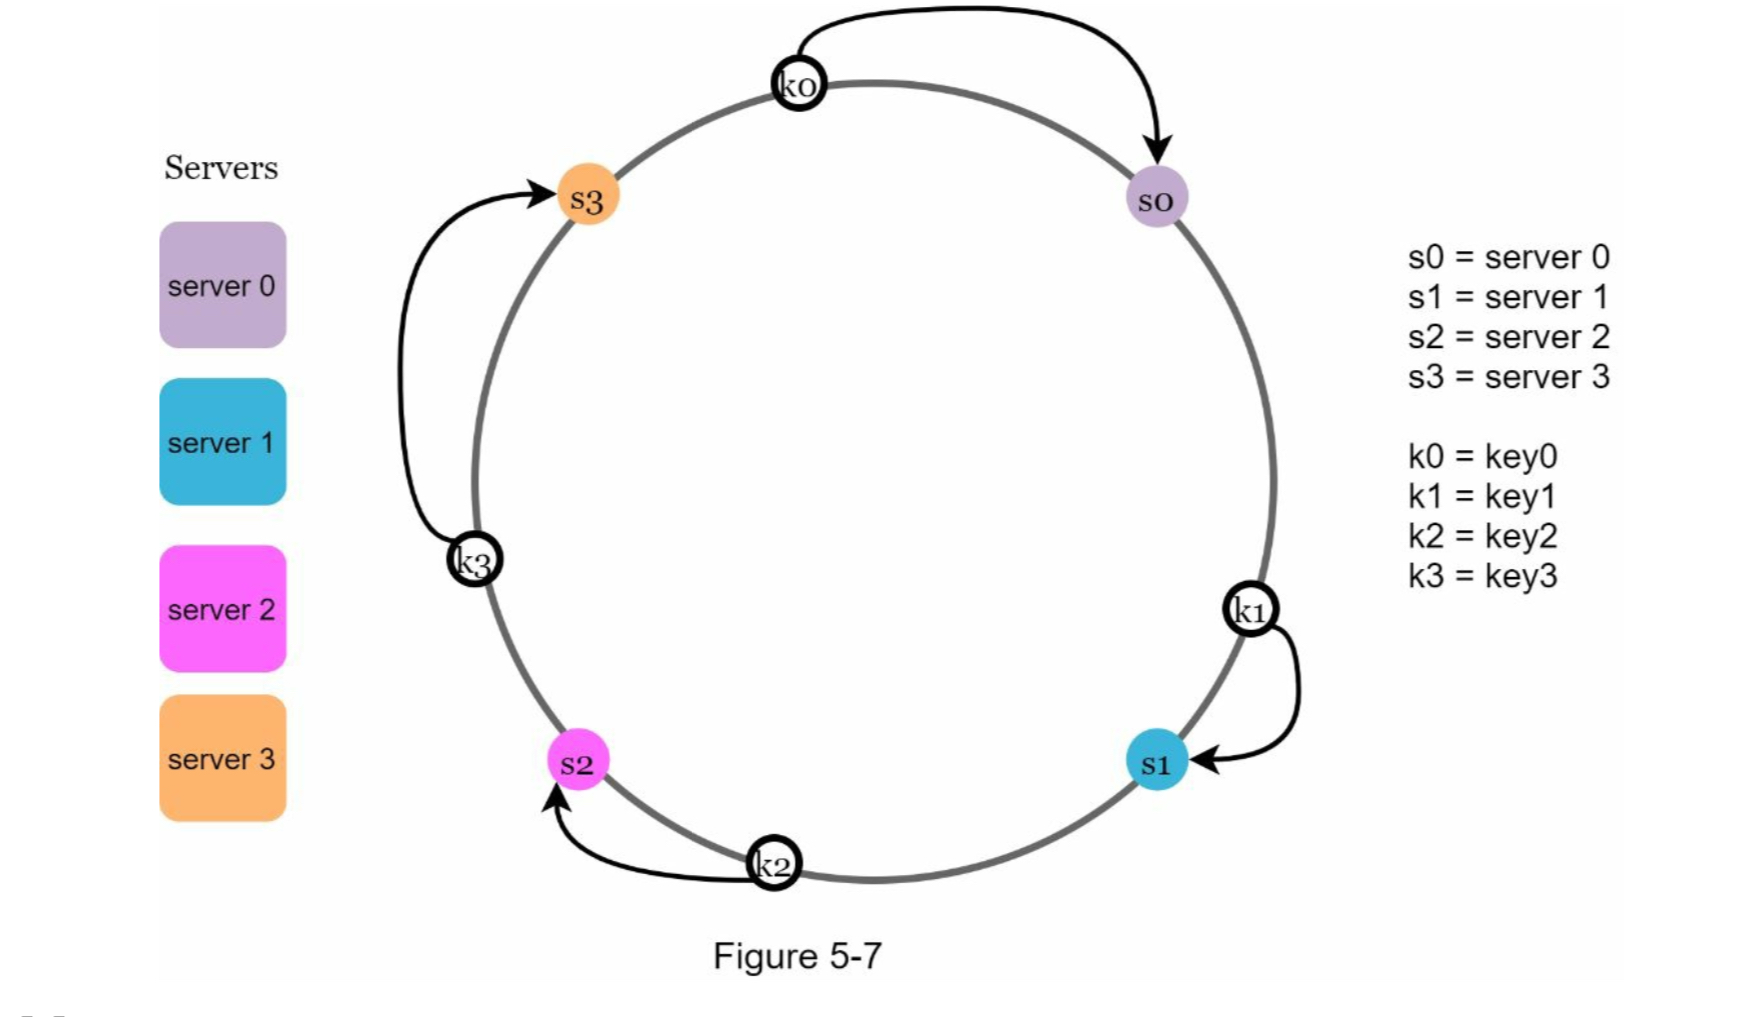 Servers
server 0
server 1
server 2
server 3
k0
s3
s0
k3
k1
s2
s1
k2
s0 = server 0
s1 = server 1
s2 = server 2
s3 = server 3
k0 = key0
k1 = key1
k2 = key2
k3 = key3
Figure 5-7